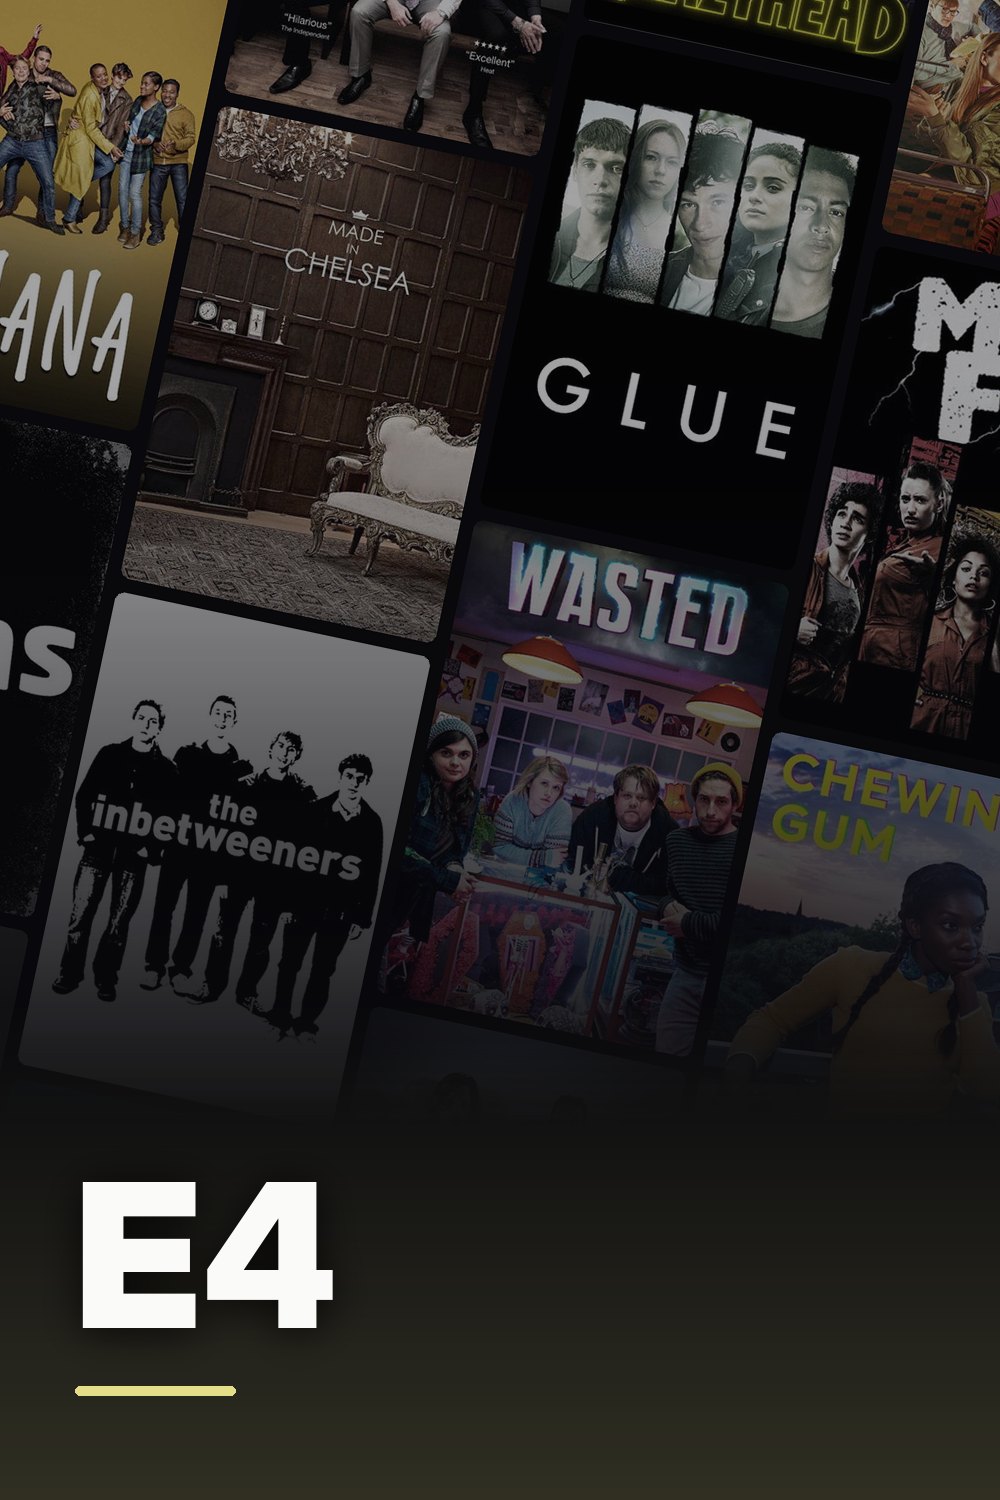 "Hilarious"
The Independent
★★★★★
"Excellent"
Heat
MADE
IN
CHELSEA
GLUE
WASTED
the
inbetweeners
CHEWIN
GUM
E4